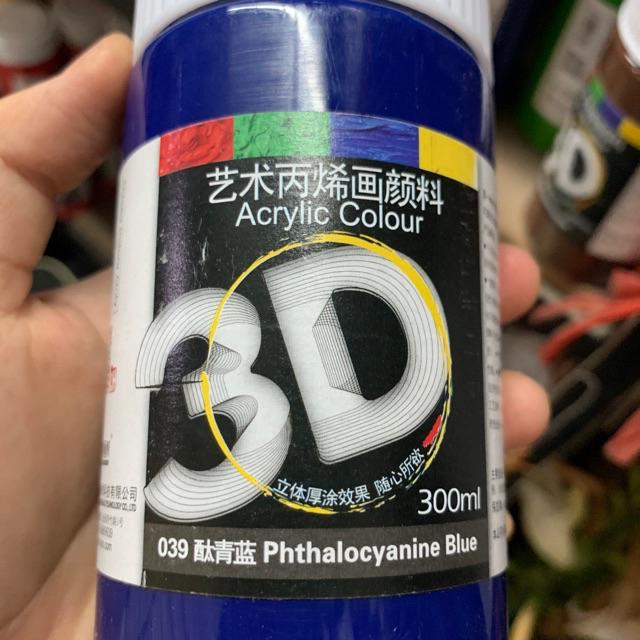 艺术丙烯画颜料
Acrylic Colour
3D
立体厚涂效果 随心所欲
300ml
039 酞青蓝 Phthalocyanine Blue